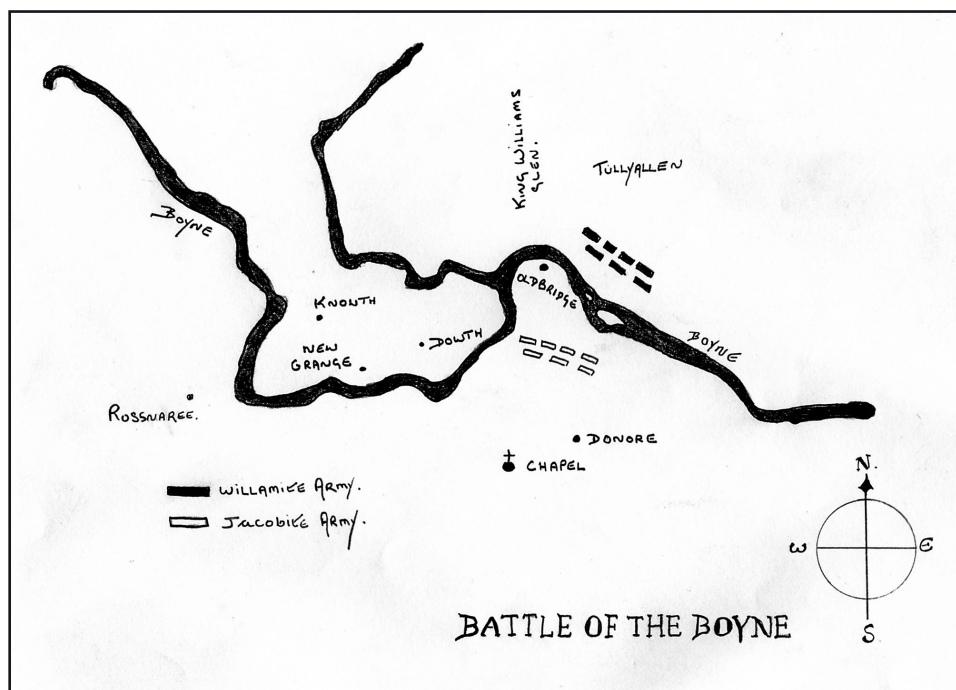 KING WILLIAMS
GLEN.
TULLYALLEN
BOYNE
OLDBRIDGE
KNOWTH
NEW
GRANGE
DOWTH
BOYNE
ROSSNAREE.
DONORE
CHAPEL
WILLAMITE ARMY.
JACOBITE ARMY.
N.
W
E
S.
BATTLE OF THE BOYNE